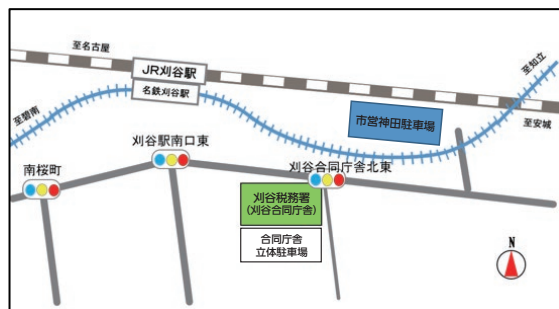 至名古屋
至知立
JR刈谷駅
名鉄刈谷駅
至碧南
市営神田駐車場
至安城
刈谷駅南口東
南桜町
刈谷合同庁舎北東
刈谷税務署
(刈谷合同庁舎)
合同庁舎
立体駐車場
N